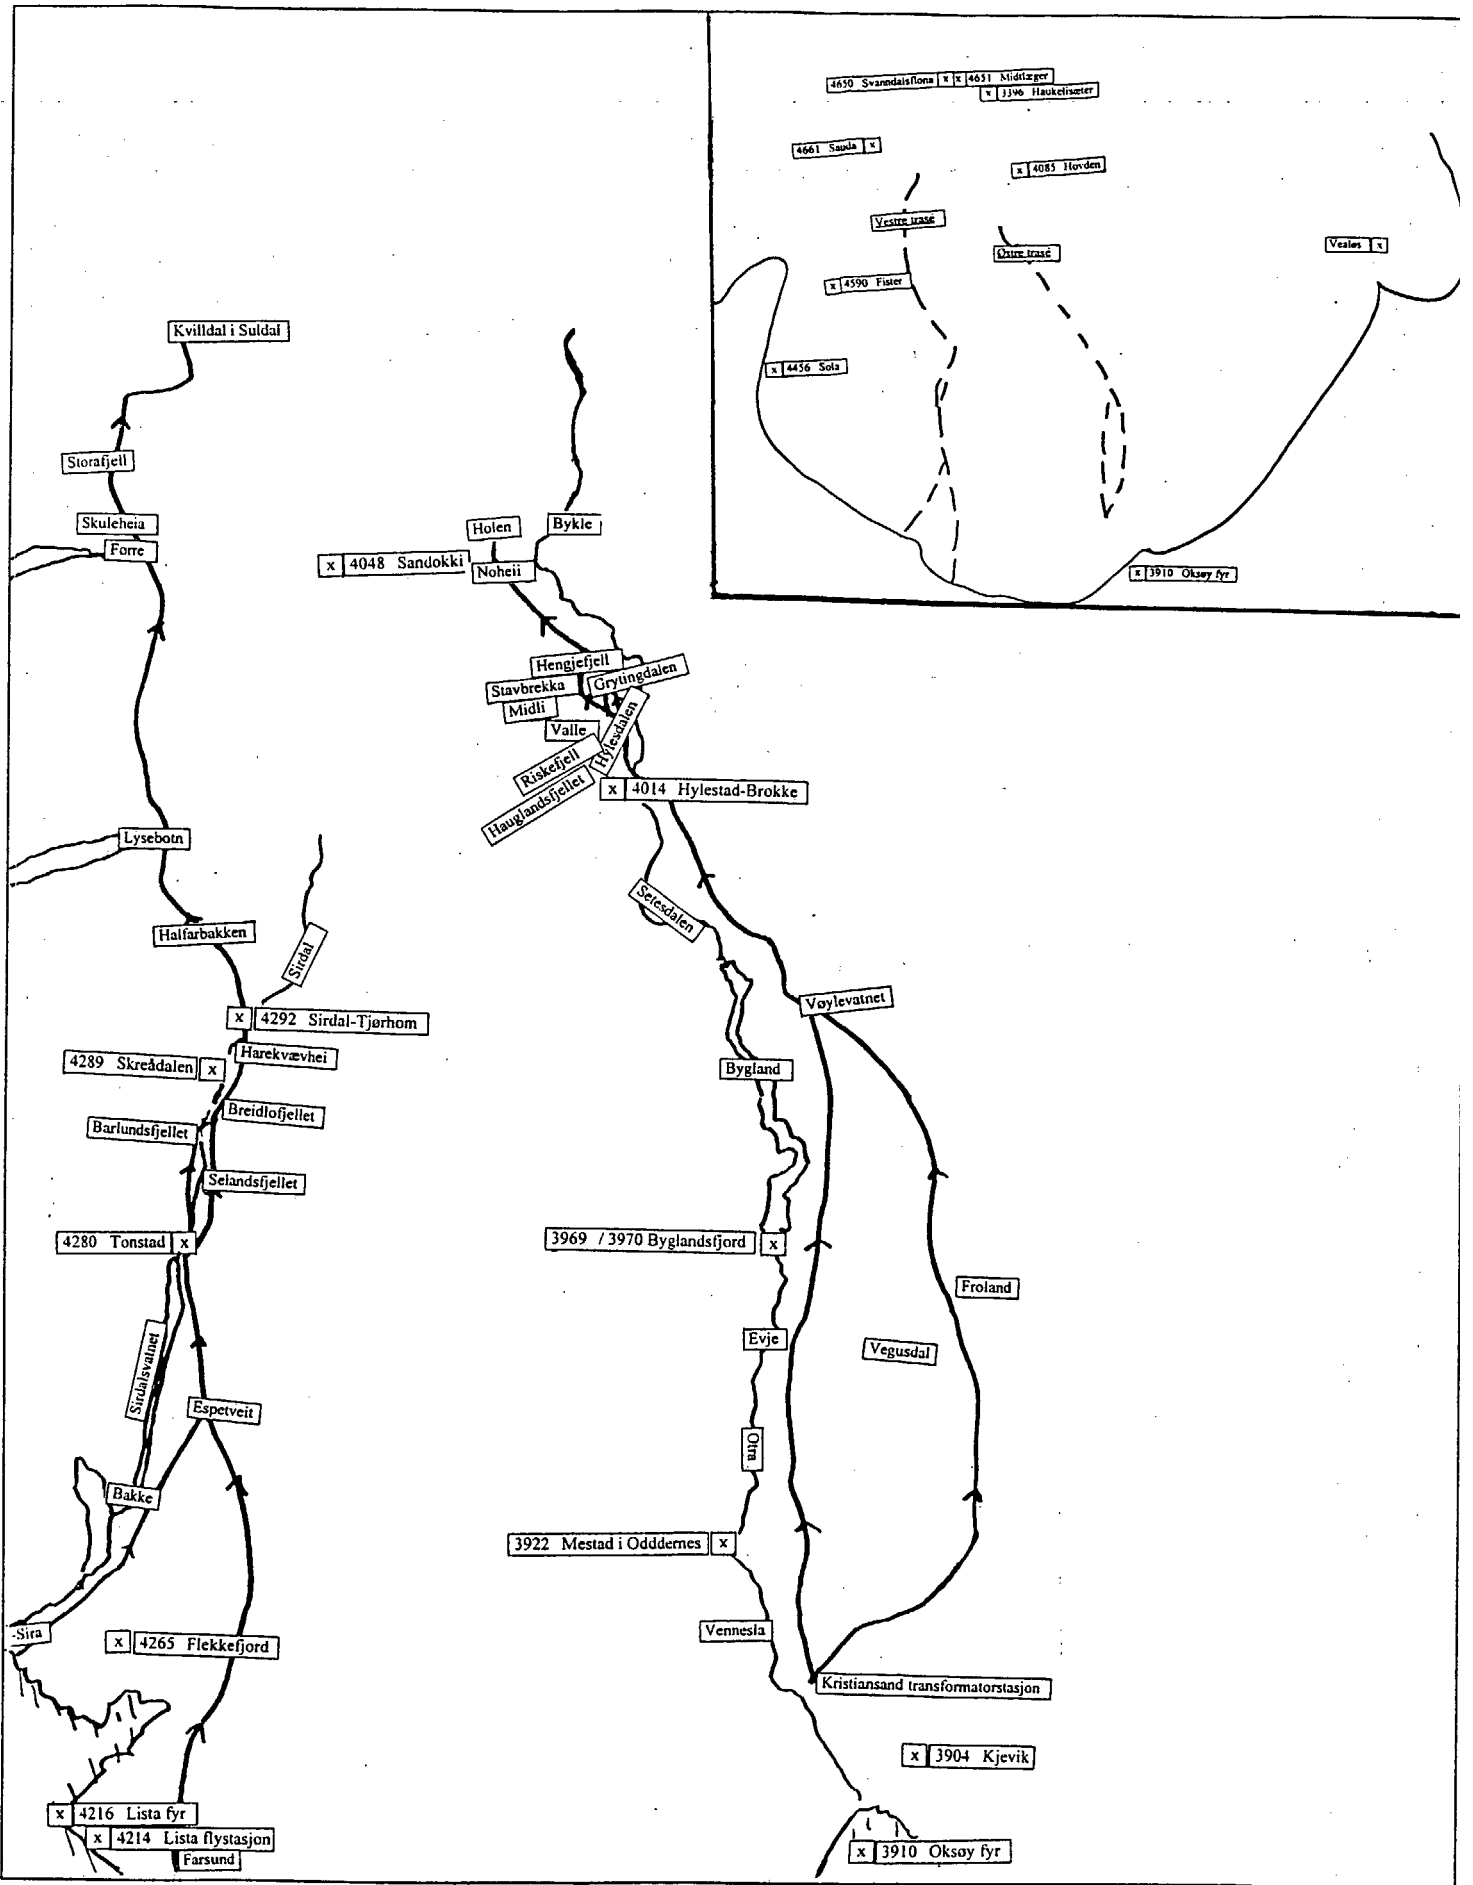 4650 Svanndalsflona x
x 4651 Midtlæger
x 3396 Haukelisæter
4661 Sauda x
x 4085 Hovden
Vestre trasé
Østre trasé
Vealøs x
x 4590 Fister
x 4456 Sola
x 3910 Oksøy fyr
Kvilldal i Suldal
Storafjell
Skuleheia
Førre
Holen
Bykle
x 4048 Sandokki
Noheii
Hengjefjell
Grytingdalen
Stavbrekka
Midli
Valle
Hylesdalen
Riskefjell
Hauglandsfjellet
x 4014 Hylestad-Brokke
Lysebotn
Setesdalen
Halfarbakken
Sirdal
Vøylevatnet
x 4292 Sirdal-Tjørhom
Harekvævhei
4289 Skreådalen x
Bygland
Breidlofjellet
Barlundsfjellet
Selandsfjellet
4280 Tonstad x
3969 / 3970 Byglandsfjord x
Froland
Evje
Vegusdal
Sirdalsvatnet
Espetveit
Otra
Bakke
3922 Mestad i Odddernes x
-Sira
x 4265 Flekkefjord
Vennesla
Kristiansand transformatorstasjon
x 3904 Kjevik
x 4216 Lista fyr
x 4214 Lista flystasjon
Farsund
x 3910 Oksøy fyr